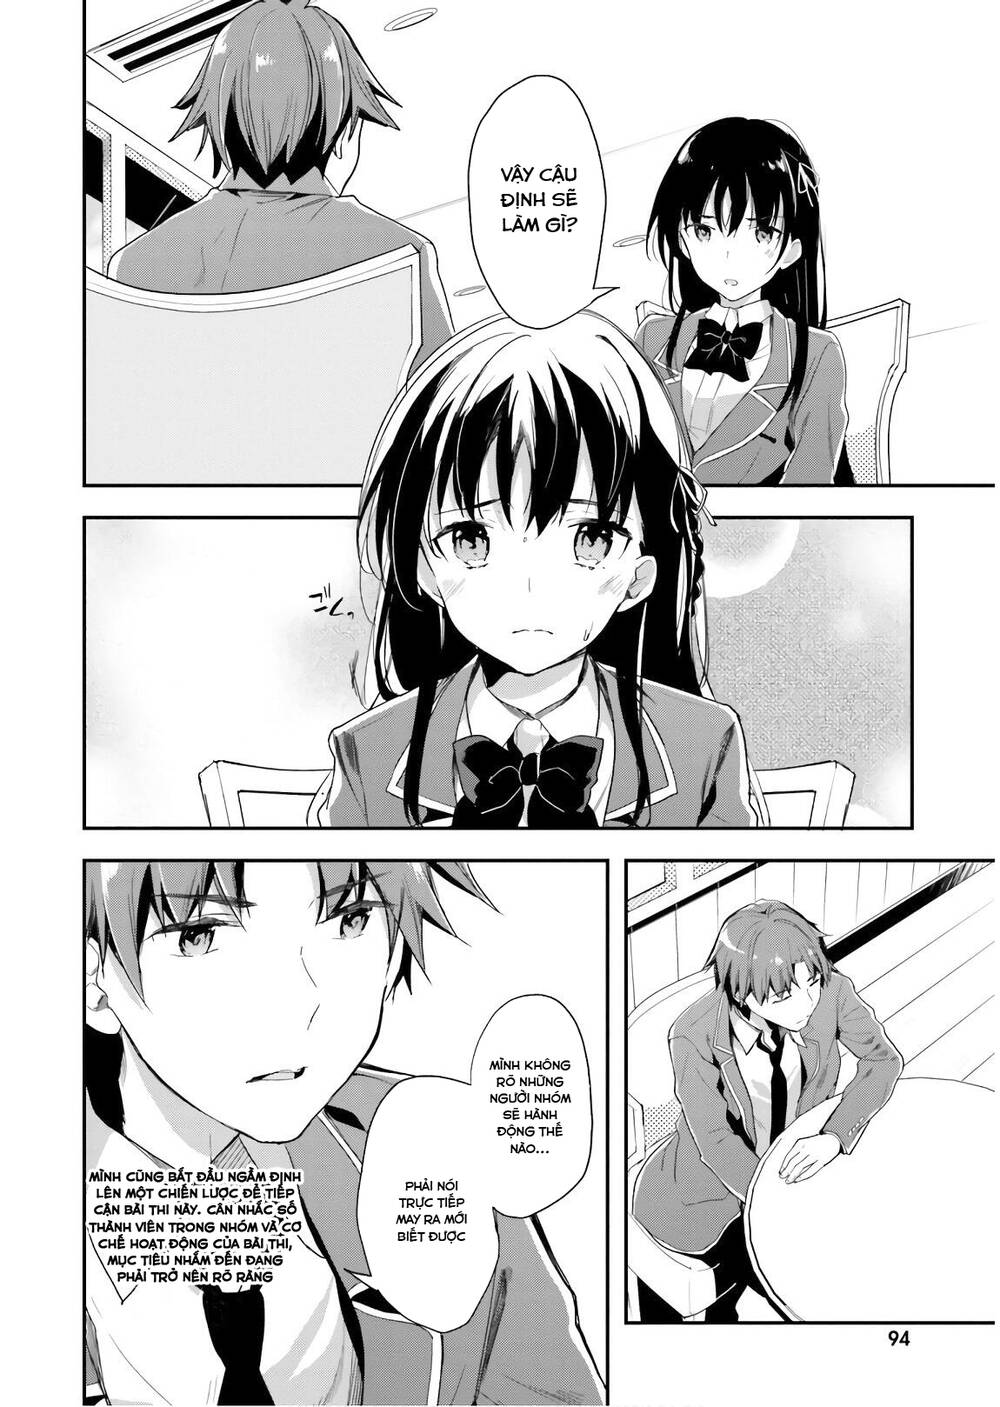 VẬY CẬU
ĐỊNH SẼ
LÀM GÌ?
ゴくっ
MÌNH KHÔNG
RÕ NHỮNG
NGƯỜI NHÓM
SẼ HÀNH
ĐỘNG THẾ
NÀO...
PHẢI NÓI
TRỰC TIẾP
MAY RA MỚI
BIẾT ĐƯỢC
MÌNH CŨNG BẮT ĐẦU NGẦM ĐỊNH
LÊN MỘT CHIẾN LƯỢC ĐỂ TIẾP
CẬN BÀI THI NÀY. CÂN NHẮC SỐ
THÀNH VIÊN TRONG NHÓM VÀ CƠ
CHẾ HOẠT ĐỘNG CỦA BÀI THI,
MỤC TIÊU NHẮM ĐẾN ĐANG
PHẢI TRỞ NÊN RÕ RÀNG
94